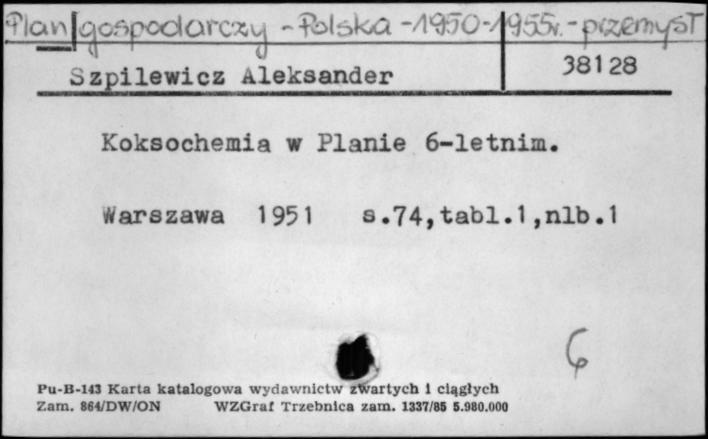 Plan gospodarczy - Polska - 1950-1955r. - przemysł
Szpilewicz Aleksander 38128
Koksochemia w Planie 6-letnim.
Warszawa 1951 s.74,tabl.1,nlb.1
6
Pu-B-143 Karta katalogowa wydawnictw zwartych i ciągłych
Zam. 864/DW/ON WZGraf Trzebnica zam. 1337/85 5.980.000